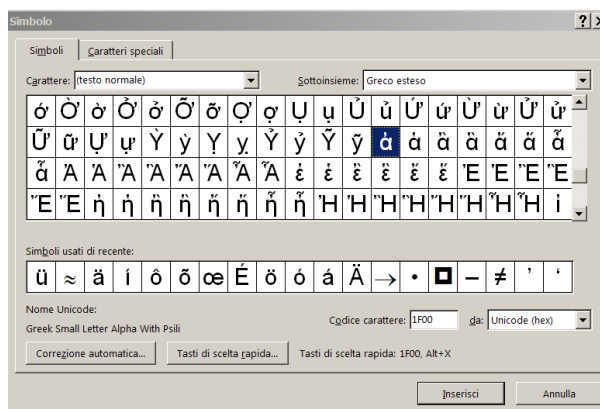 Simbolo
Simboli Caratteri speciali
Carattere: (testo normale) Sottoinsieme: Greco esteso
ớ Ờ ờ Ở ở Ỡ ỡ Ợ ợ Ụ ụ Ủ ủ Ứ ứ Ừ ừ Ử ử
Ữ ữ Ự ự Ỳ ỳ Ỵ ỵ Ỷ ỷ Ỹ ỹ ἀ ἁ ἂ ἃ ἄ ἅ ἆ
ἇ Ἀ Ἁ Ἂ Ἃ Ἄ Ἅ Ἆ Ἇ ἐ ἑ ἒ ἓ ἔ ἕ Ἐ Ἑ Ἒ Ἓ
Ἔ Ἕ ἠ ἡ ἢ ἣ ἤ ἥ ἦ ἧ Ἠ Ἡ Ἢ Ἣ Ἤ Ἥ Ἦ Ἧ ἰ
Simboli usati di recente:
ü ≈ ä í ô õ œ É ö ó á Ä → • ◘ – ≠ ’ ‘
Nome Unicode:
Greek Small Letter Alpha With Psili
Codice carattere: 1F00 da: Unicode (hex)
Correzione automatica... Tasti di scelta rapida... Tasti di scelta rapida: 1F00, Alt+X
Inserisci Annulla